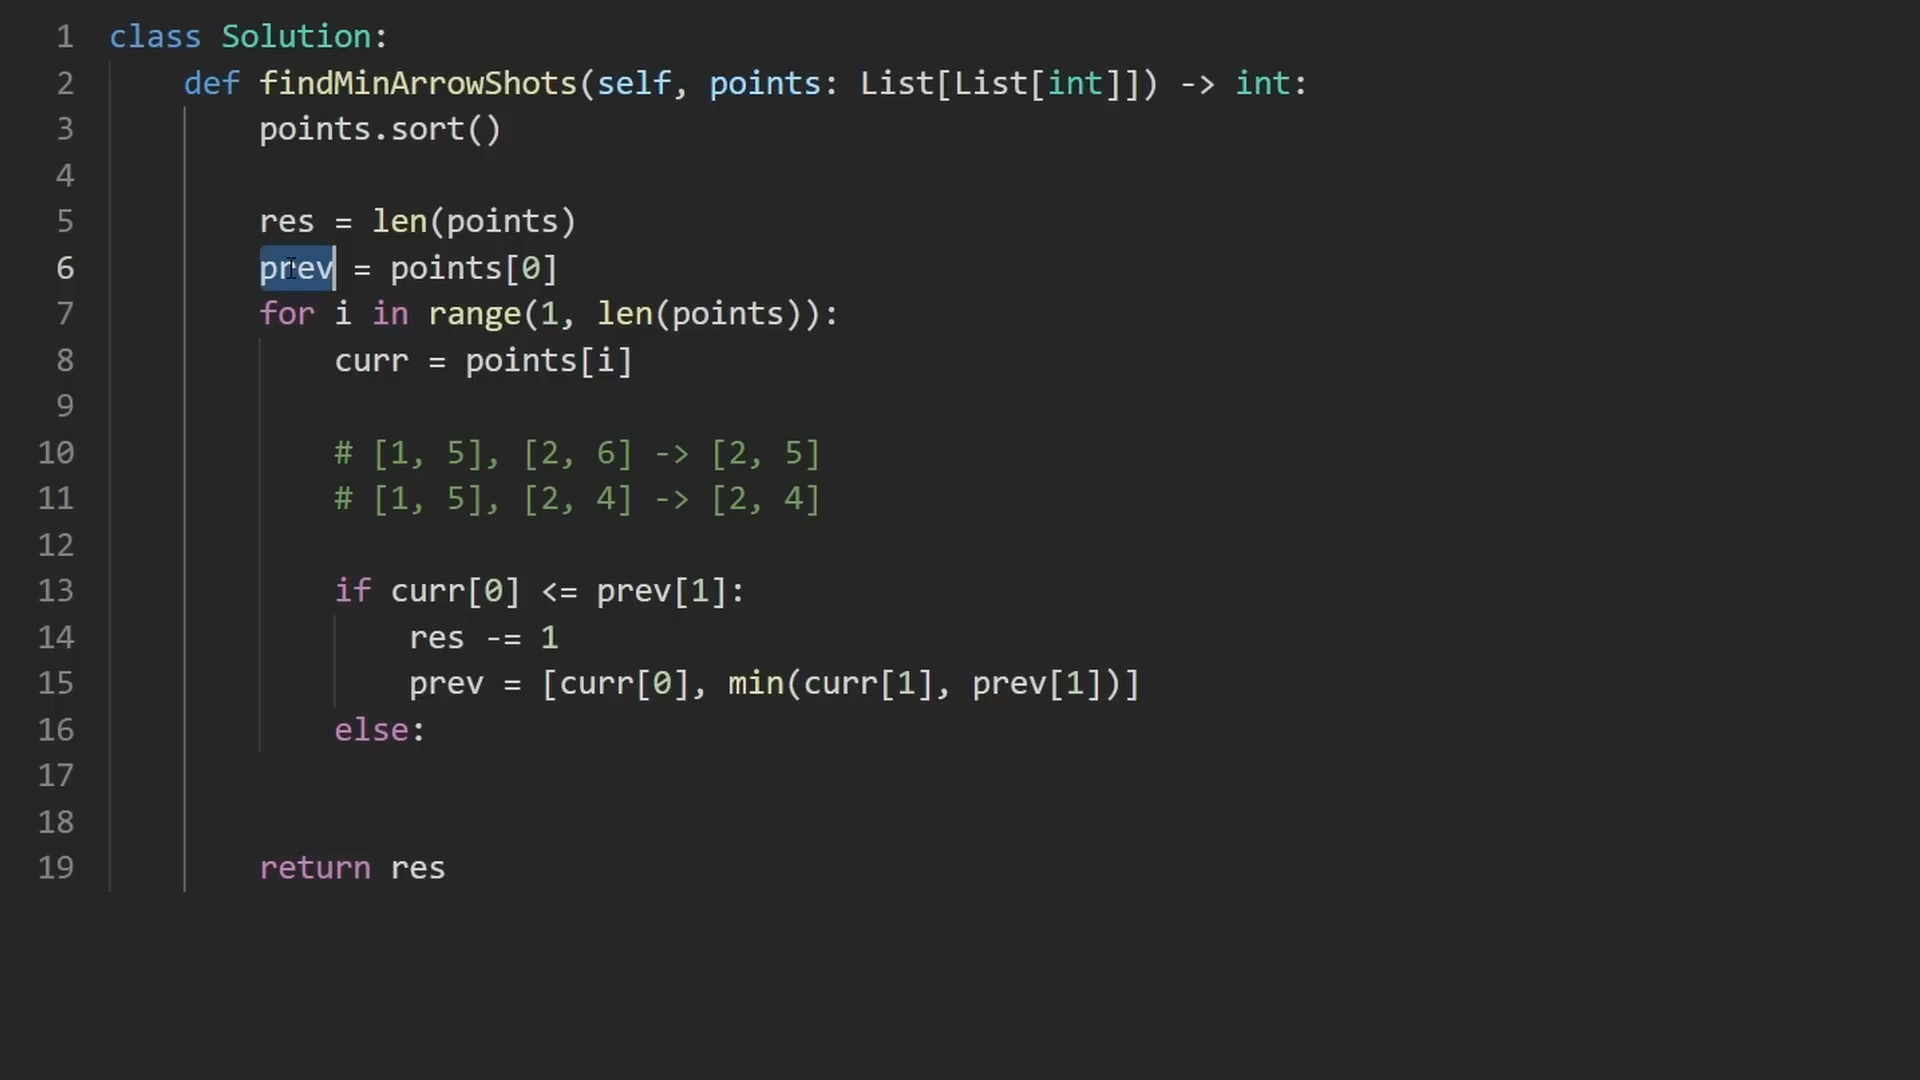 1 class Solution:
2 def findMinArrowShots(self, points: List[List[int]]) -> int:
3 points.sort()
4
5 res = len(points)
6 prev = points[0]
7 for i in range(1, len(points)):
8 curr = points[i]
9
10 # [1, 5], [2, 6] -> [2, 5]
11 # [1, 5], [2, 4] -> [2, 4]
12
13 if curr[0] <= prev[1]:
14 res -= 1
15 prev = [curr[0], min(curr[1], prev[1])]
16 else:
17
18
19 return res